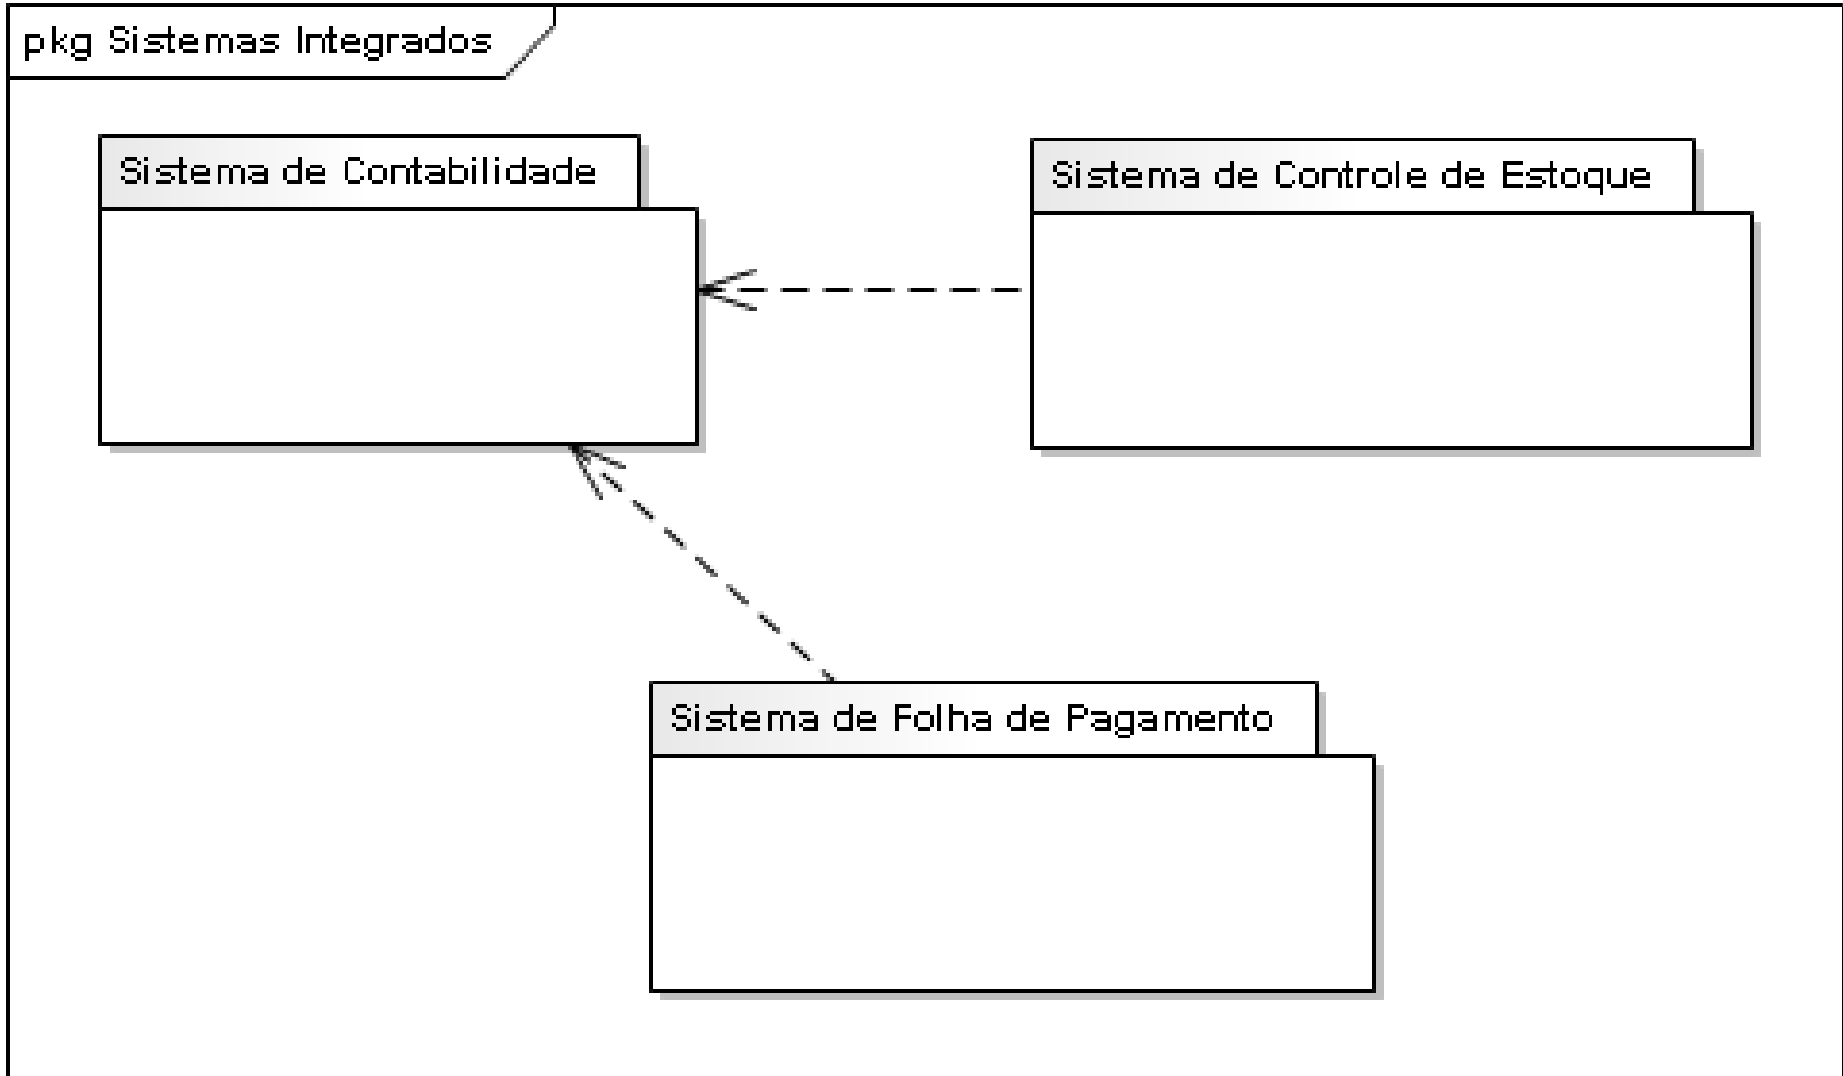 pkg Sistemas Integrados
Sistema de Contabilidade
Sistema de Controle de Estoque
Sistema de Folha de Pagamento